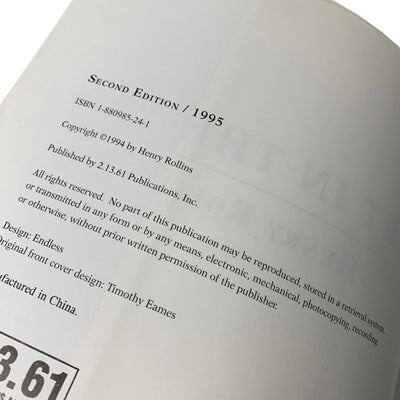 SECOND EDITION / 1995
ISBN 1-880985-24-1
Copyright ©1994 by Henry Rollins
Published by 2.13.61 Publications, Inc.
All rights reserved. No part of this publication may be reproduced, stored in a retrieval system,
or transmitted in any form or by any means, electronic, mechanical, photocopying, recording
or otherwise, without prior written permission of the publisher.
Design: Endless
Original front cover design: Timothy Eames
nufactured in China.
3.61